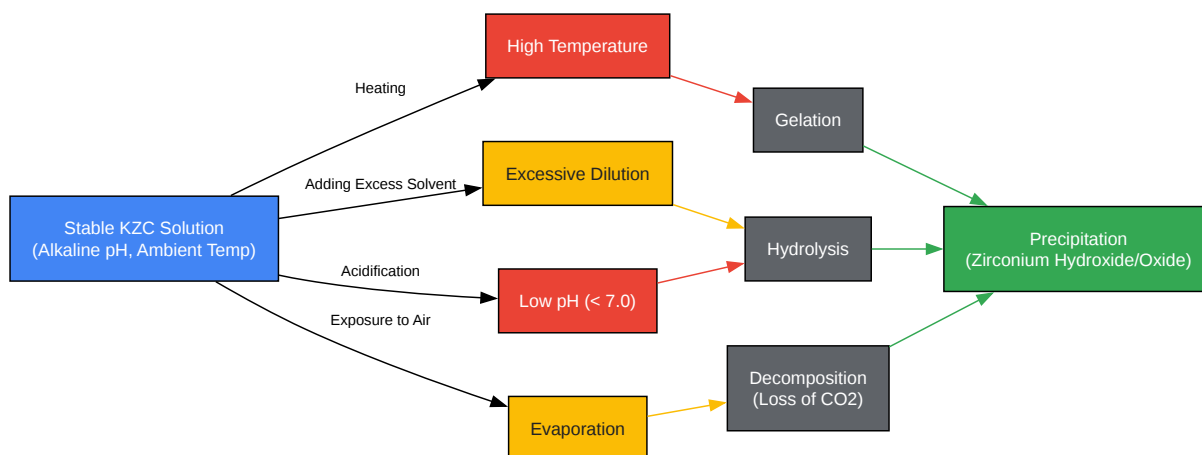 High Temperature
Heating
Gelation
Adding Excess Solvent
Excessive Dilution
Stable KZC Solution
(Alkaline pH, Ambient Temp)
Hydrolysis
Precipitation
(Zirconium Hydroxide/Oxide)
Acidification
Low pH (< 7.0)
Exposure to Air
Decomposition
(Loss of CO2)
Evaporation